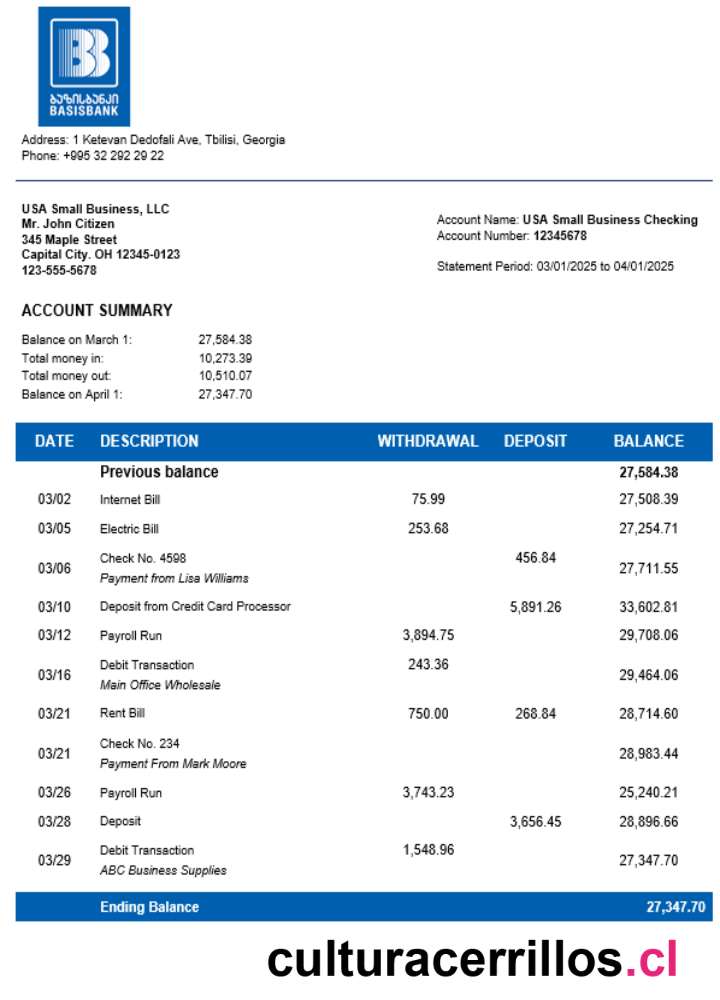 ბაზისბანკი
BASISBANK
Address: 1 Ketevan Dedofali Ave, Tbilisi, Georgia
Phone: +995 32 292 29 22
USA Small Business, LLC
Mr. John Citizen
345 Maple Street
Capital City. OH 12345-0123
123-555-5678
Account Name: USA Small Business Checking
Account Number: 12345678
Statement Period: 03/01/2025 to 04/01/2025
ACCOUNT SUMMARY
Balance on March 1: 27,584.38
Total money in: 10,273.39
Total money out: 10,510.07
Balance on April 1: 27,347.70
DATE DESCRIPTION WITHDRAWAL DEPOSIT BALANCE
Previous balance 27,584.38
03/02 Internet Bill 75.99 27,508.39
03/05 Electric Bill 253.68 27,254.71
03/06 Check No. 4598 456.84 27,711.55
Payment from Lisa Williams
03/10 Deposit from Credit Card Processor 5,891.26 33,602.81
03/12 Payroll Run 3,894.75 29,708.06
03/16 Debit Transaction 243.36 29,464.06
Main Office Wholesale
03/21 Rent Bill 750.00 268.84 28,714.60
03/21 Check No. 234 28,983.44
Payment From Mark Moore
03/26 Payroll Run 3,743.23 25,240.21
03/28 Deposit 3,656.45 28,896.66
03/29 Debit Transaction 1,548.96 27,347.70
ABC Business Supplies
Ending Balance 27,347.70
culturacerrillos.cl